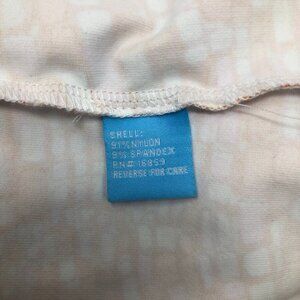 SHELL:
91% NYLON
9% SPANDEX
RN# 16859
REVERSE FOR CARE